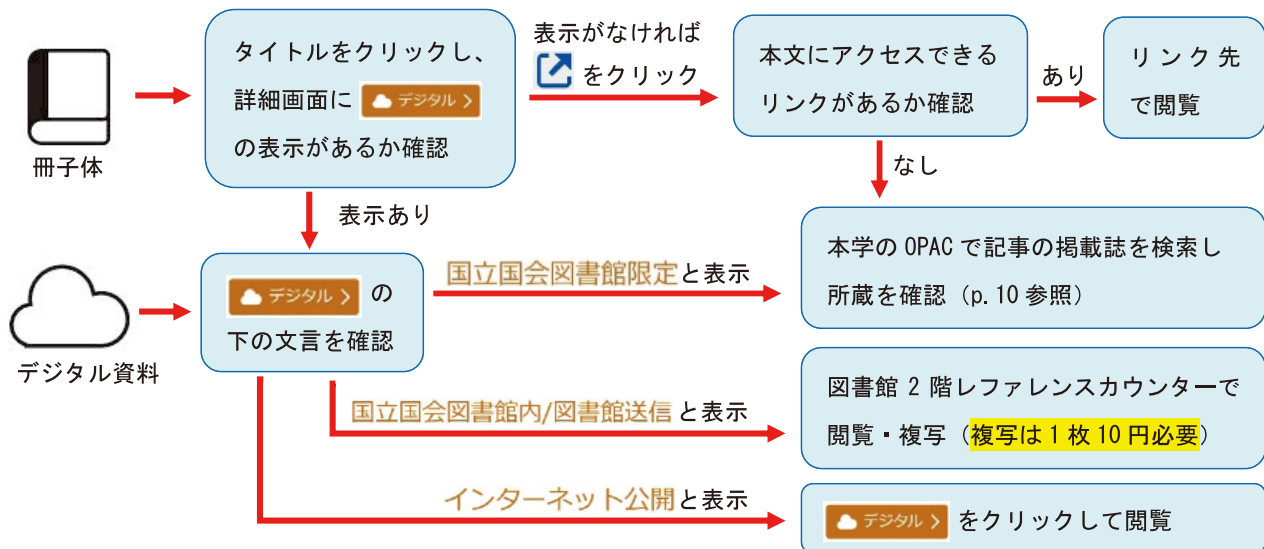 冊子体
タイトルをクリックし、
詳細画面に デジタル >
の表示があるか確認
表示がなければ
をクリック
本文にアクセスできる
リンクがあるか確認
あり
リンク先
で閲覧
なし
表示あり
本学の OPAC で記事の掲載誌を検索し
所蔵を確認（p.10 参照）
デジタル資料
デジタル > の
下の文言を確認
国立国会図書館限定と表示
国立国会図書館内/図書館送信 と表示
図書館 2 階レファレンスカウンターで
閲覧・複写（複写は 1 枚 10 円必要）
インターネット公開と表示
デジタル > をクリックして閲覧